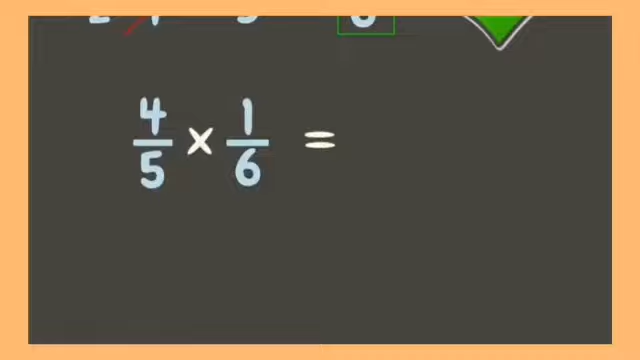 4/5 x 1/6 =